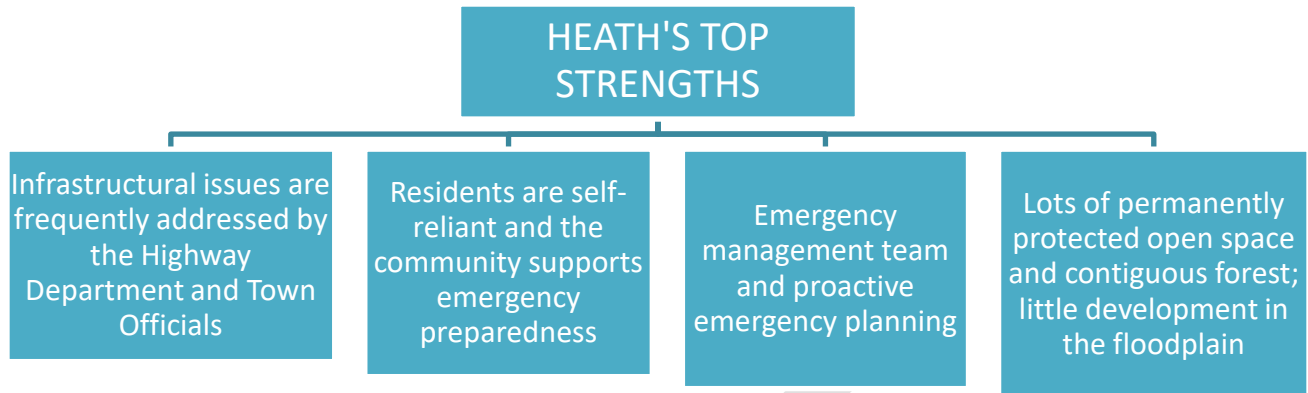 HEATH'S TOP
STRENGTHS
Infrastructural issues are
frequently addressed by
the Highway
Department and Town
Officials
Residents are self-
reliant and the
community supports
emergency
preparedness
Emergency
management team
and proactive
emergency planning
Lots of permanently
protected open space
and contiguous forest;
little development in
the floodplain